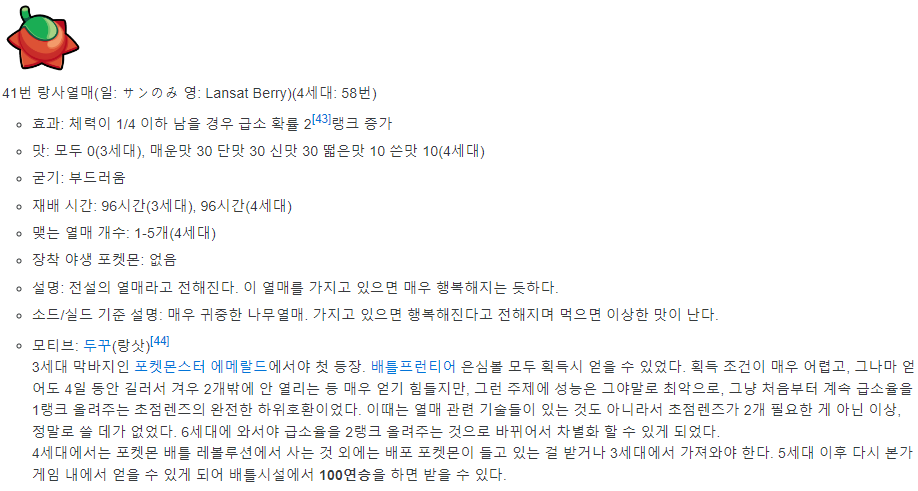 41번 랑사열매(일: サンのみ 영: Lansat Berry)(4세대: 58번)
효과: 체력이 1/4 이하 남을 경우 급소 확률 2[43]랭크 증가
맛: 모두 0(3세대), 매운맛 30 단맛 30 신맛 30 떫은맛 10 쓴맛 10(4세대)
굳기: 부드러움
재배 시간: 96시간(3세대), 96시간(4세대)
맺는 열매 개수: 1-5개(4세대)
장착 야생 포켓몬: 없음
설명: 전설의 열매라고 전해진다. 이 열매를 가지고 있으면 매우 행복해지는 듯하다.
소드/실드 기준 설명: 매우 귀중한 나무열매. 가지고 있으면 행복해진다고 전해지며 먹으면 이상한 맛이 난다.
모티브: 두꾸(랑삿)[44]
3세대 막바지인 포켓몬스터 에메랄드에서야 첫 등장. 배틀프런티어 은심볼 모두 획득시 얻을 수 있었다. 획득 조건이 매우 어렵고, 그나마 얻
어도 4일 동안 길러서 겨우 2개밖에 안 열리는 등 매우 얻기 힘들지만, 그런 주제에 성능은 그야말로 최악으로, 그냥 처음부터 계속 급소율을
1랭크 올려주는 초점렌즈의 완전한 하위호환이었다. 이때는 열매 관련 기술들이 있는 것도 아니라서 초점렌즈가 2개 필요한 게 아닌 이상,
정말로 쓸 데가 없었다. 6세대에 와서야 급소율을 2랭크 올려주는 것으로 바뀌어서 차별화 할 수 있게 되었다.
4세대에서는 포켓몬 배틀 레볼루션에서 사는 것 외에는 배포 포켓몬이 들고 있는 걸 받거나 3세대에서 가져와야 한다. 5세대 이후 다시 본가
게임 내에서 얻을 수 있게 되어 배틀시설에서 100연승을 하면 받을 수 있다.